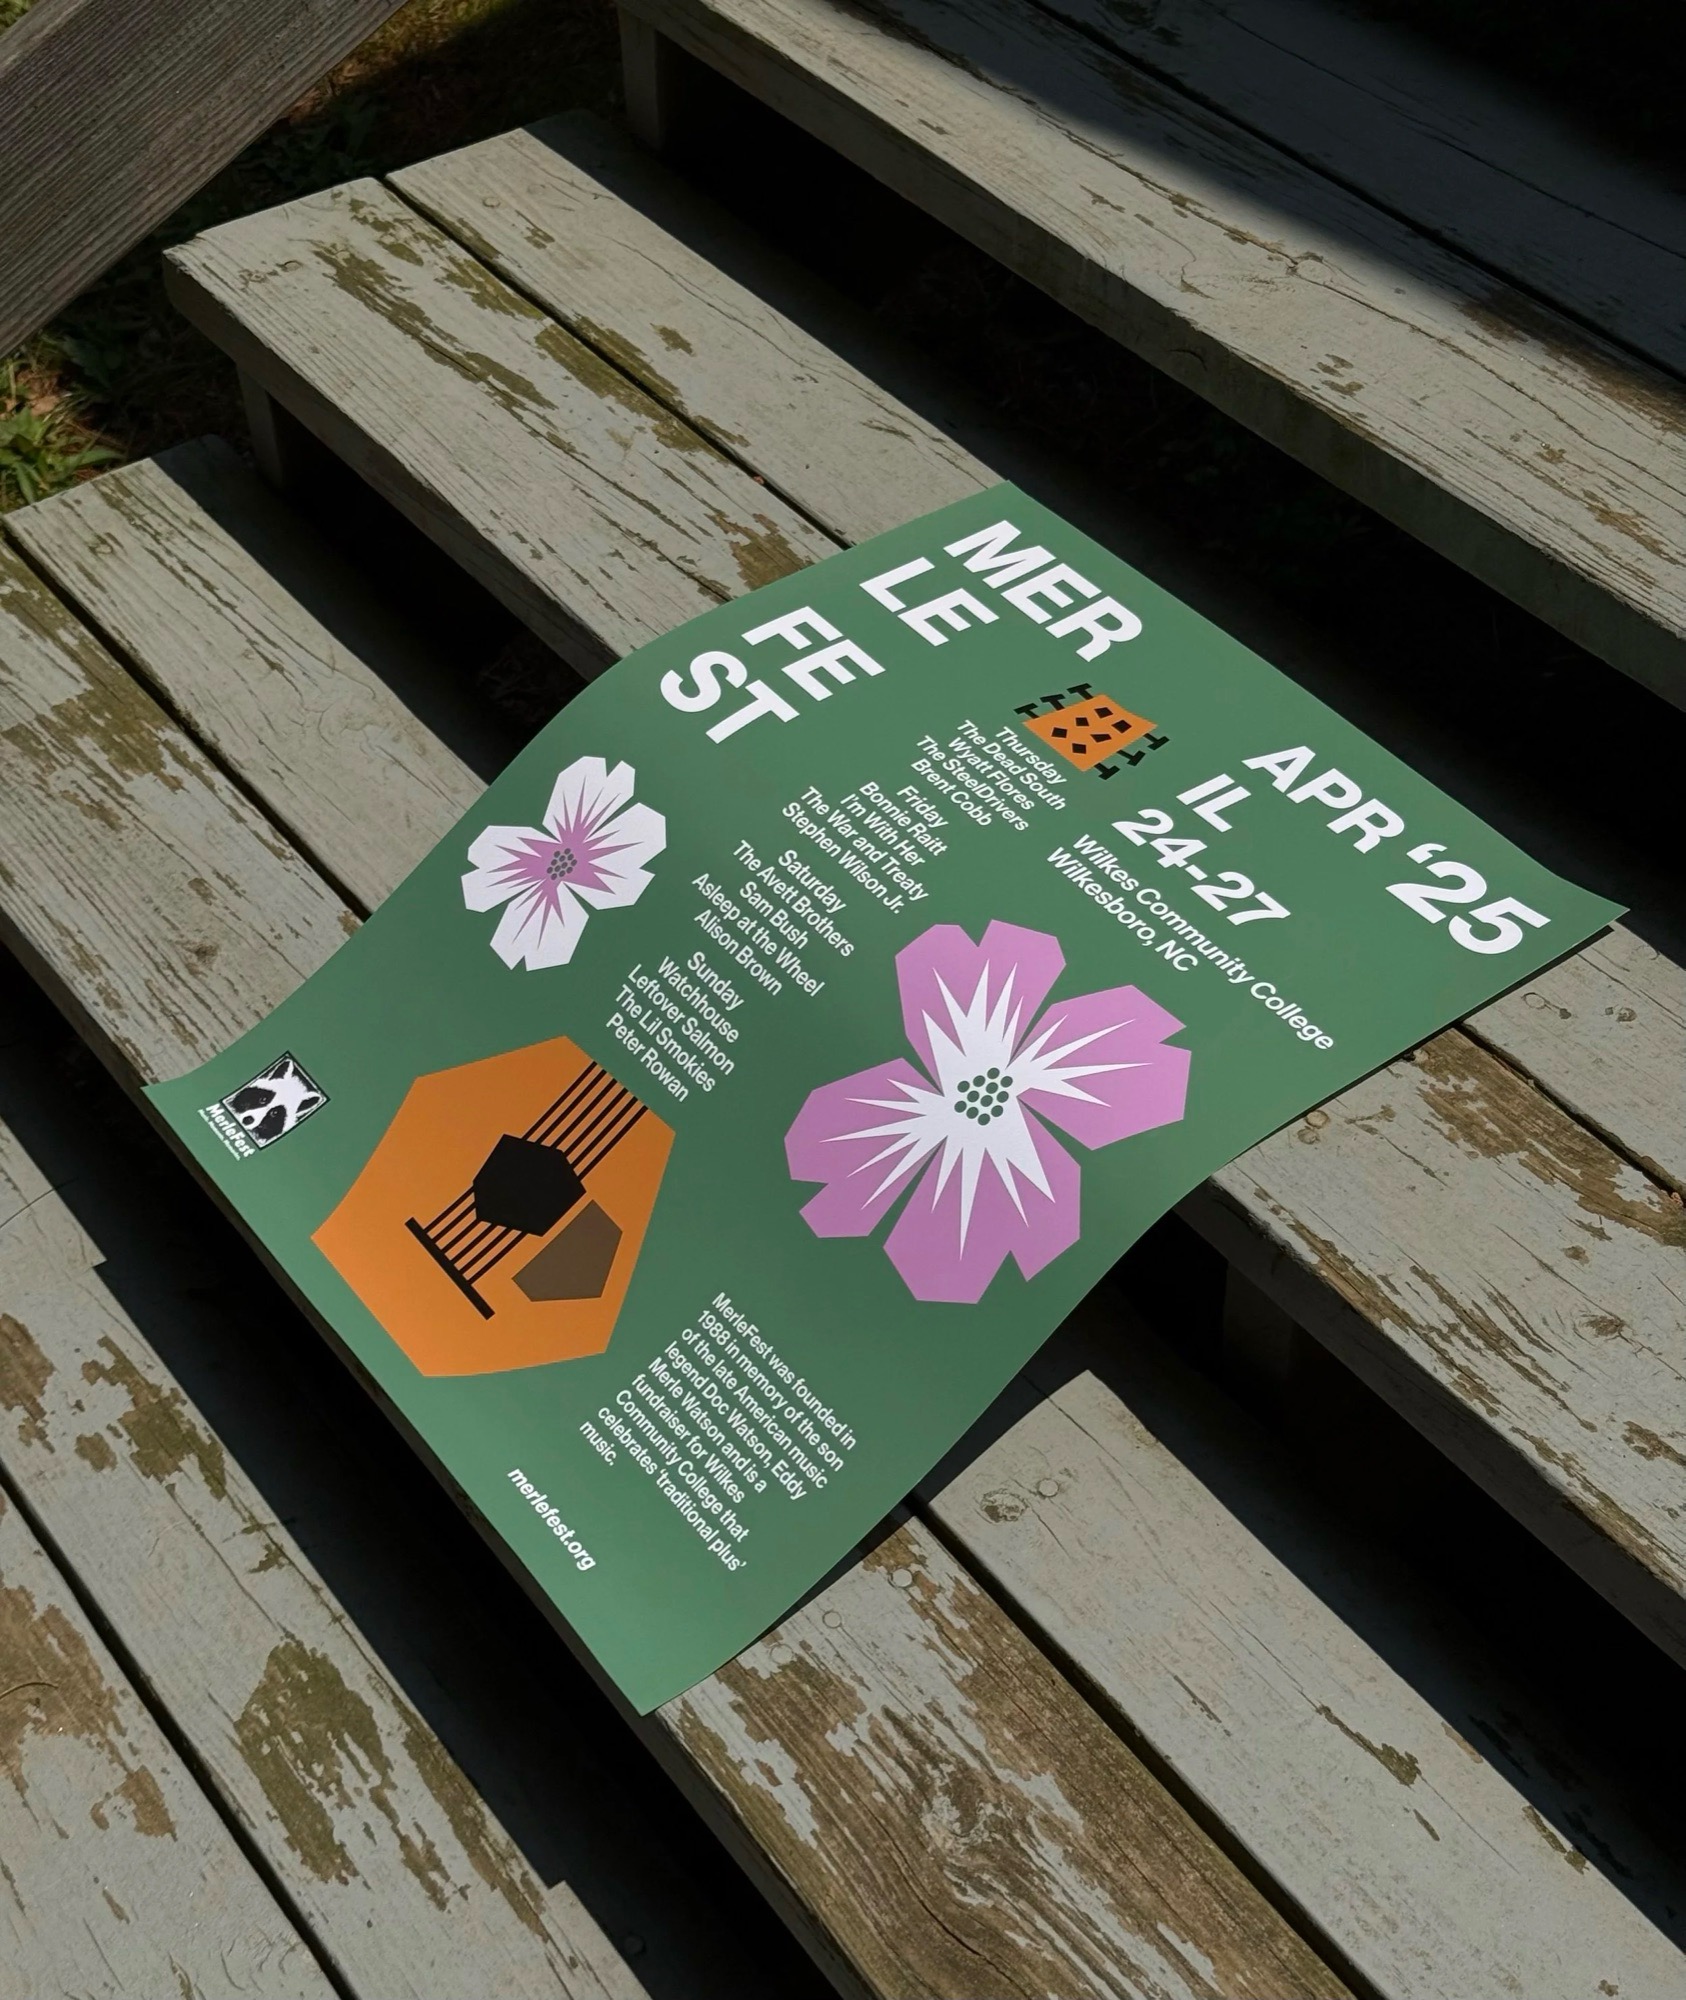 MER
LE
FE
ST
APR ‘25
IL
24-27
Wilkes Community College
Wilkesboro, NC
Thursday
The Dead South
Wyatt Flores
The SteelDrivers
Brent Cobb
Friday
Bonnie Raitt
I'm With Her
The War and Treaty
Stephen Wilson Jr.
Saturday
The Avett Brothers
Sam Bush
Asleep at the Wheel
Alison Brown
Sunday
Watchhouse
Leftover Salmon
The Lil Smokies
Peter Rowan
MerleFest
MerleFest was founded in
1988 in memory of the son
of the late American music
legend Doc Watson, Eddy
Merle Watson and is a
fundraiser for Wilkes
Community College that
celebrates ‘traditional plus’
music.
merlefest.org